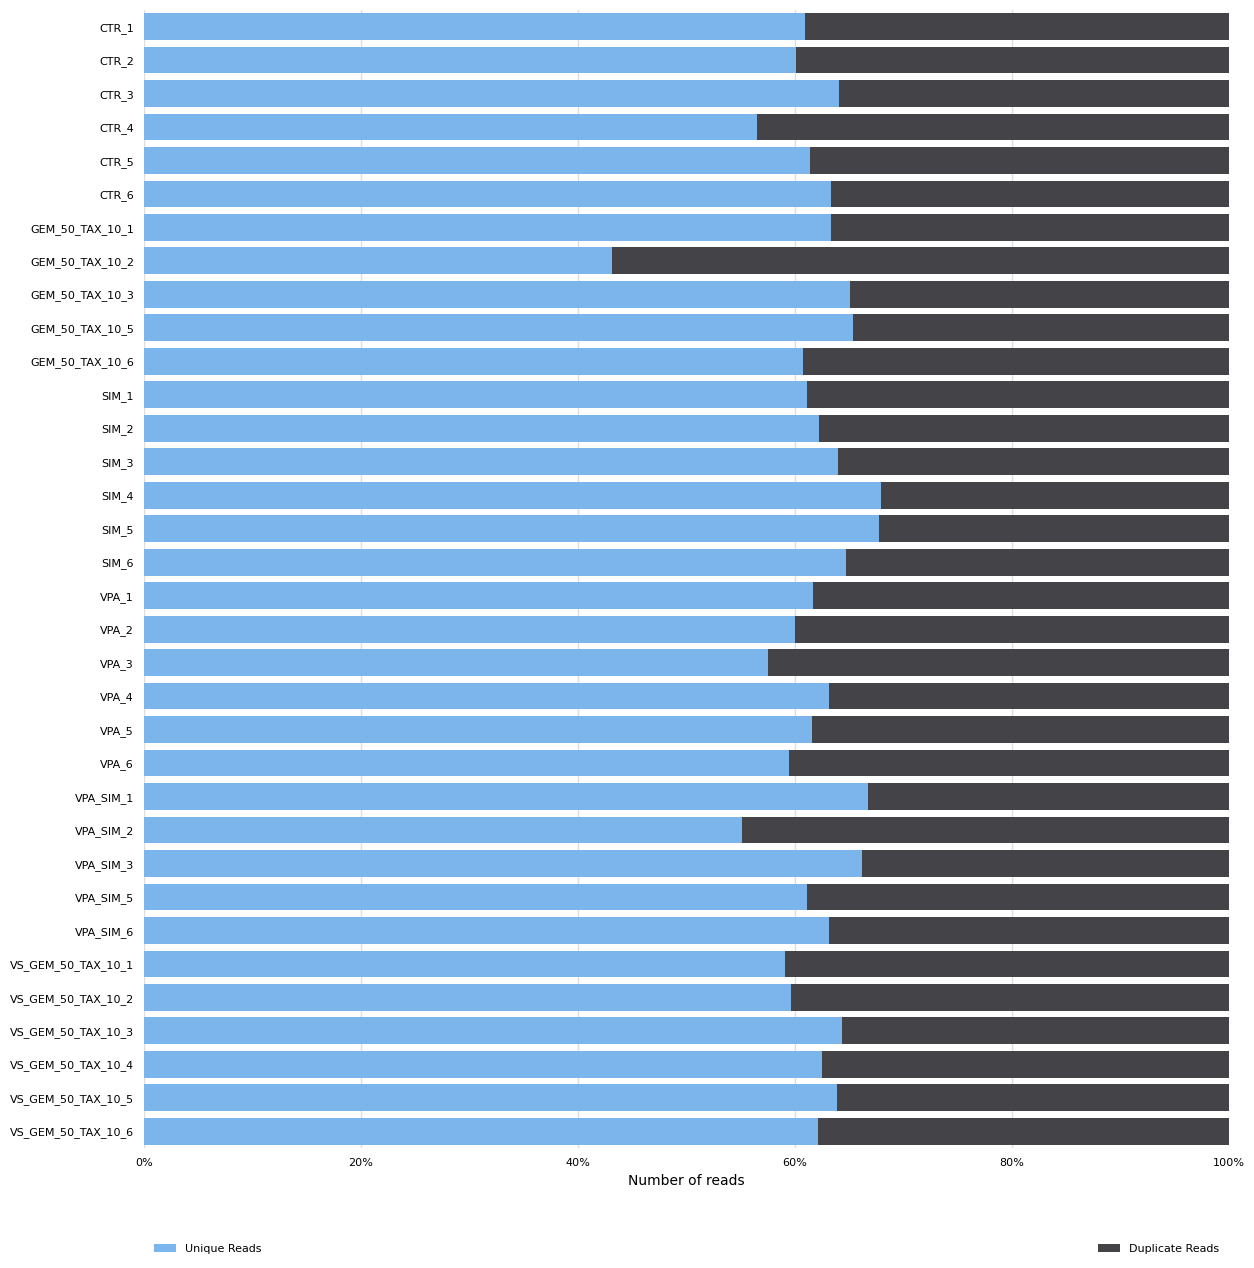 CTR_1
CTR_2
CTR_3
CTR_4
CTR_5
CTR_6
GEM_50_TAX_10_1
GEM_50_TAX_10_2
GEM_50_TAX_10_3
GEM_50_TAX_10_5
GEM_50_TAX_10_6
SIM_1
SIM_2
SIM_3
SIM_4
SIM_5
SIM_6
VPA_1
VPA_2
VPA_3
VPA_4
VPA_5
VPA_6
VPA_SIM_1
VPA_SIM_2
VPA_SIM_3
VPA_SIM_5
VPA_SIM_6
VS_GEM_50_TAX_10_1
VS_GEM_50_TAX_10_2
VS_GEM_50_TAX_10_3
VS_GEM_50_TAX_10_4
VS_GEM_50_TAX_10_5
VS_GEM_50_TAX_10_6
0% 20% 40% 60% 80% 100%
Number of reads
Unique Reads Duplicate Reads